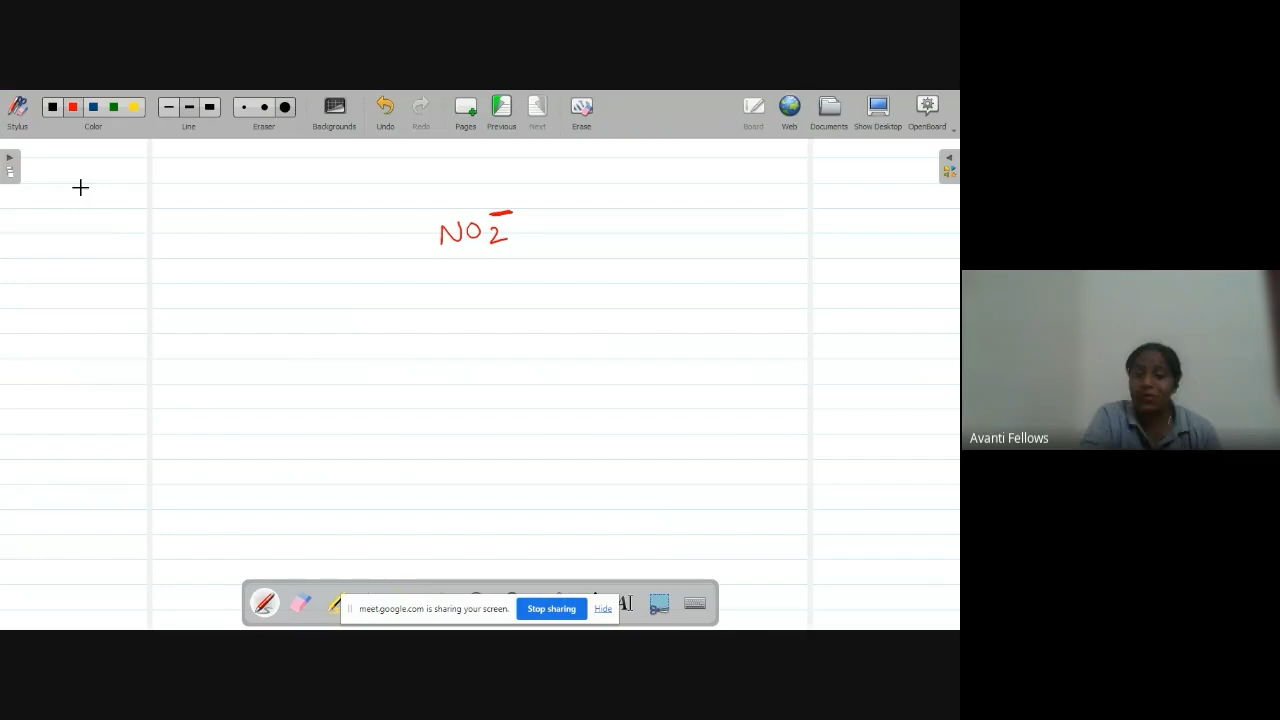 Stylus Color Line Eraser Backgrounds Undo Redo Pages Previous Next Erase Board Web Documents Show Desktop OpenBoard
NO₂⁻
Avanti Fellows
meet.google.com is sharing your screen. Stop sharing Hide AI